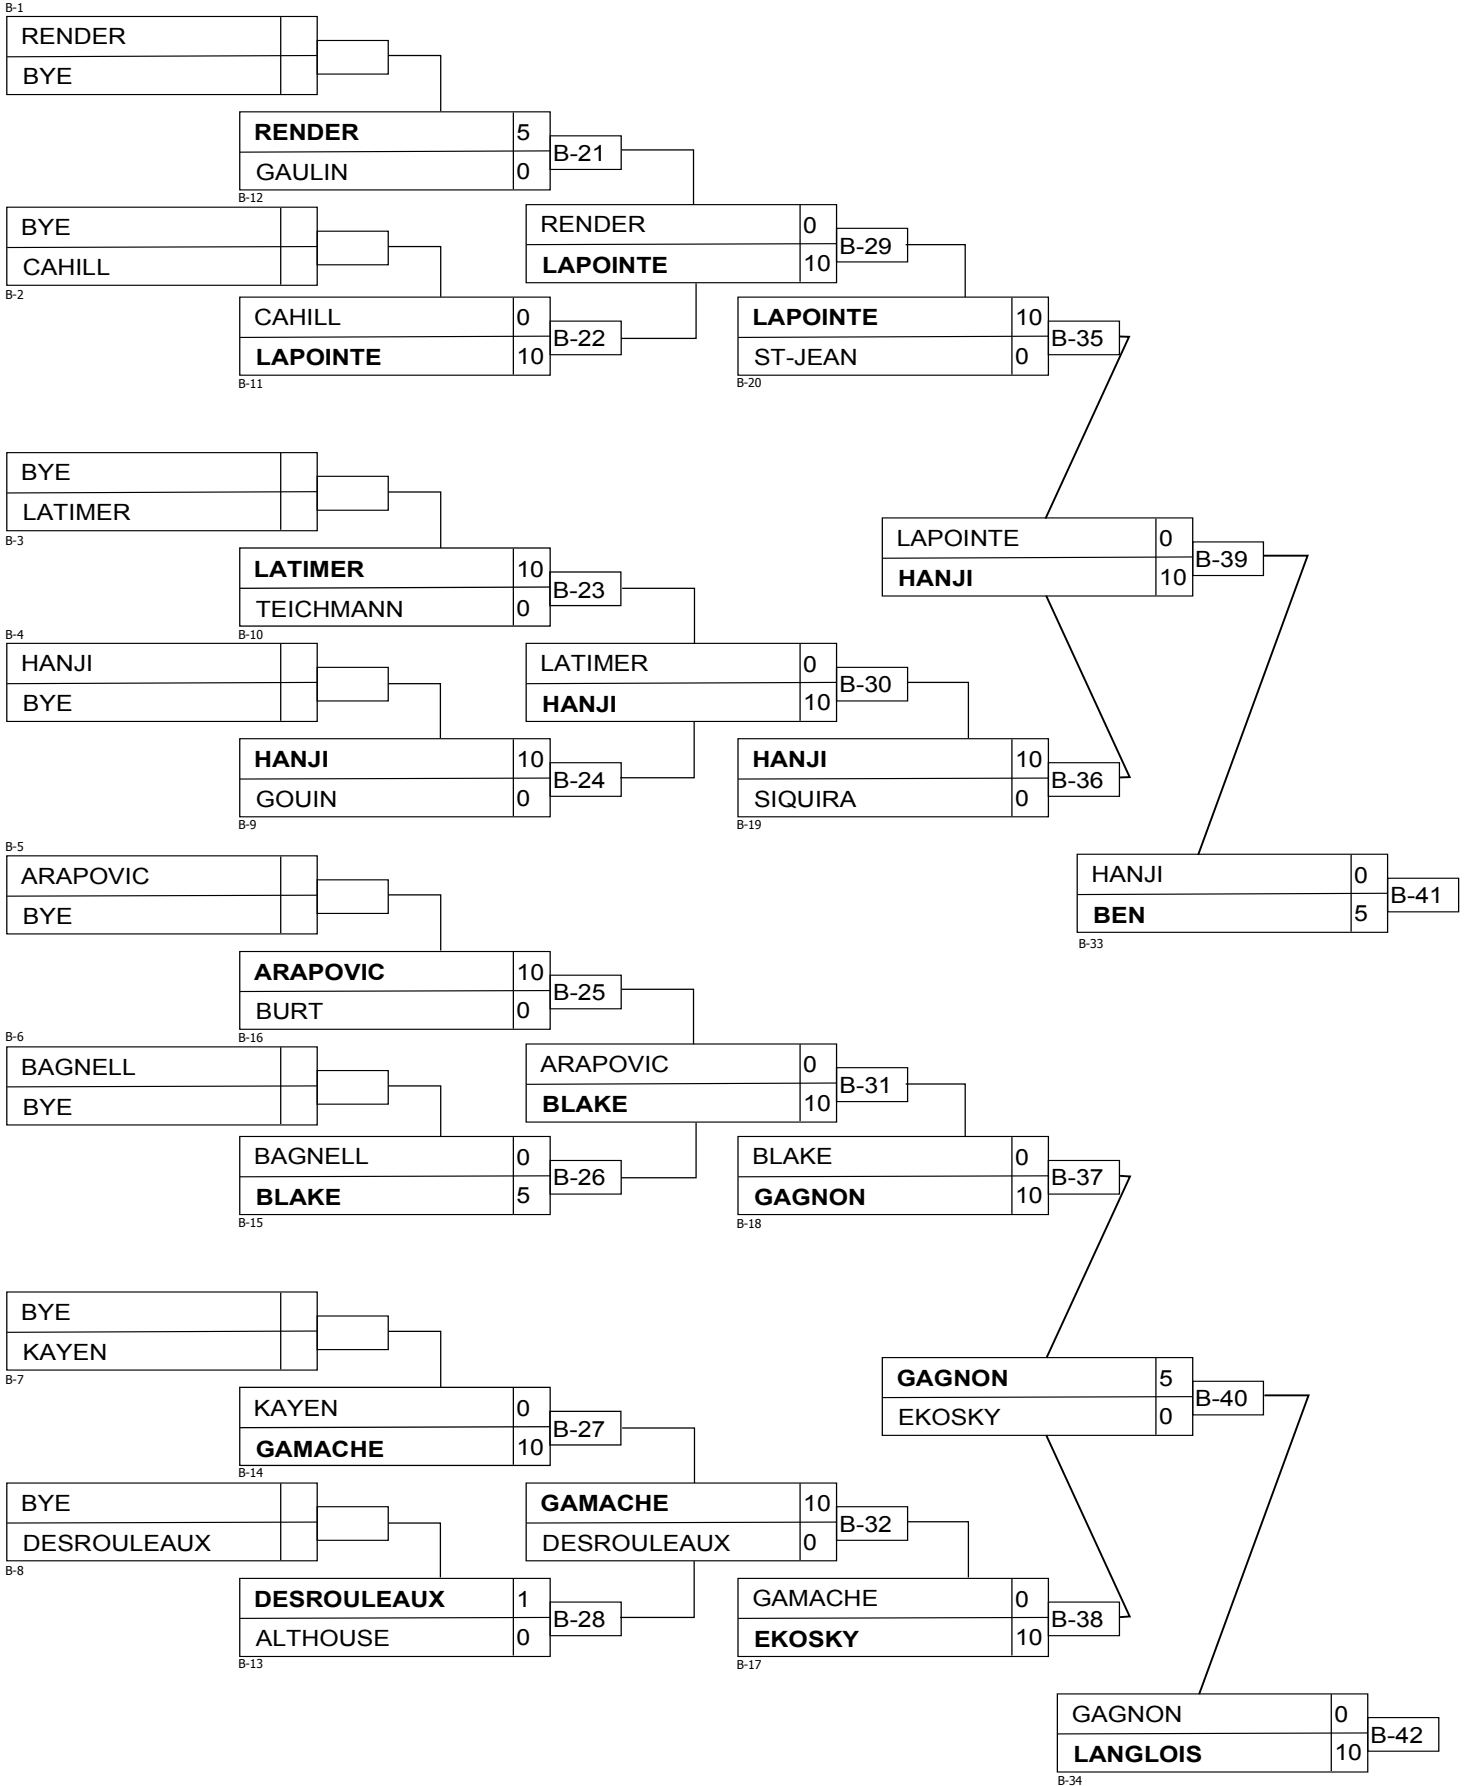 B-1
RENDER
BYE
RENDER 5
GAULIN 0
B-21
B-12
BYE
CAHILL
B-2
RENDER 0
LAPOINTE 10
B-29
CAHILL 0
LAPOINTE 10
B-22
B-11
LAPOINTE 10
ST-JEAN 0
B-35
B-20
BYE
LATIMER
B-3
LAPOINTE 0
HANJI 10
B-39
LATIMER 10
TEICHMANN 0
B-23
B-10
B-4
HANJI
BYE
LATIMER 0
HANJI 10
B-30
HANJI 10
GOUIN 0
B-24
B-9
HANJI 10
SIQUIRA 0
B-36
B-19
B-5
ARAPOVIC
BYE
HANJI 0
BEN 5
B-41
B-33
ARAPOVIC 10
BURT 0
B-25
B-16
B-6
BAGNELL
BYE
ARAPOVIC 0
BLAKE 10
B-31
BAGNELL 0
BLAKE 5
B-26
B-15
BLAKE 0
GAGNON 10
B-37
B-18
BYE
KAYEN
B-7
GAGNON 5
EKOSKY 0
B-40
KAYEN 0
GAMACHE 10
B-27
B-14
BYE
DESROULEAUX
B-8
GAMACHE 10
DESROULEAUX 0
B-32
DESROULEAUX 1
ALTHOUSE 0
B-28
B-13
GAMACHE 0
EKOSKY 10
B-38
B-17
GAGNON 0
LANGLOIS 10
B-42
B-34